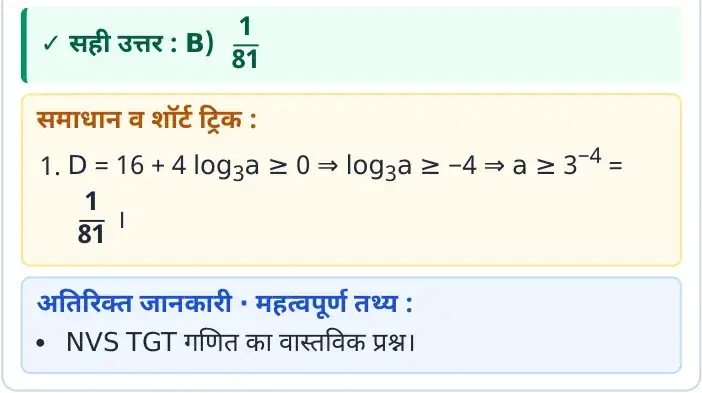 ✓ सही उत्तर : B) 1/81
समाधान व शॉर्ट ट्रिक :
1. D = 16 + 4 log₃a ≥ 0 ⇒ log₃a ≥ −4 ⇒ a ≥ 3⁻⁴ =
1/81 ।
अतिरिक्त जानकारी · महत्वपूर्ण तथ्य :
• NVS TGT गणित का वास्तविक प्रश्न।